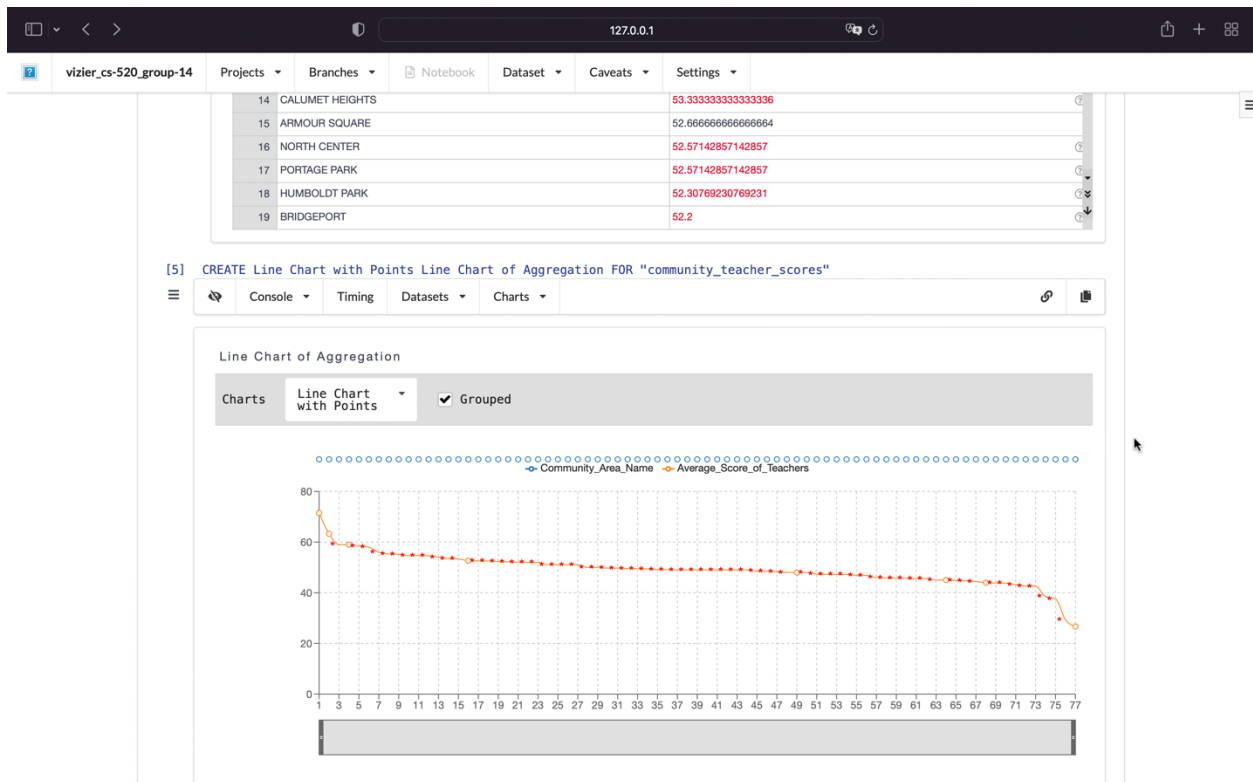 127.0.0.1
vizier_cs-520_group-14 Projects Branches Notebook Dataset Caveats Settings
14 CALUMET HEIGHTS 53.333333333333336
15 ARMOUR SQUARE 52.666666666666664
16 NORTH CENTER 52.57142857142857
17 PORTAGE PARK 52.57142857142857
18 HUMBOLDT PARK 52.30769230769231
19 BRIDGEPORT 52.2
[5] CREATE Line Chart with Points Line Chart of Aggregation FOR "community_teacher_scores"
Console Timing Datasets Charts
Line Chart of Aggregation
Charts Line Chart with Points Grouped
Community_Area_Name Average_Score_of_Teachers
80
60
40
20
0
1 3 5 7 9 11 13 15 17 19 21 23 25 27 29 31 33 35 37 39 41 43 45 47 49 51 53 55 57 59 61 63 65 67 69 71 73 75 77